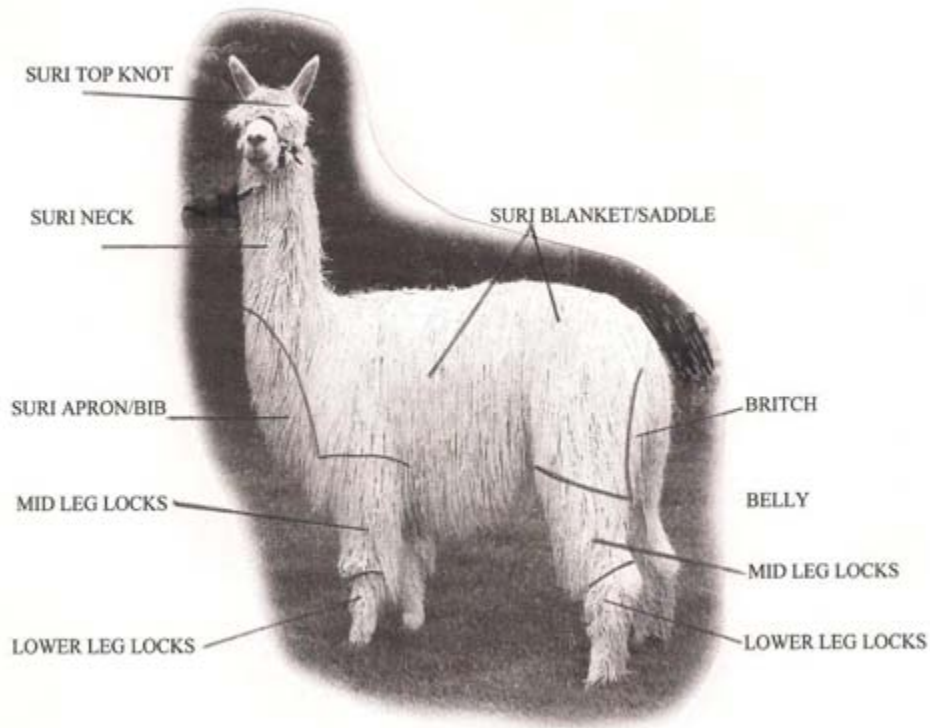 SURI TOP KNOT
SURI NECK
SURI BLANKET/SADDLE
SURI APRON/BIB
BRITCH
MID LEG LOCKS
BELLY
MID LEG LOCKS
LOWER LEG LOCKS
LOWER LEG LOCKS